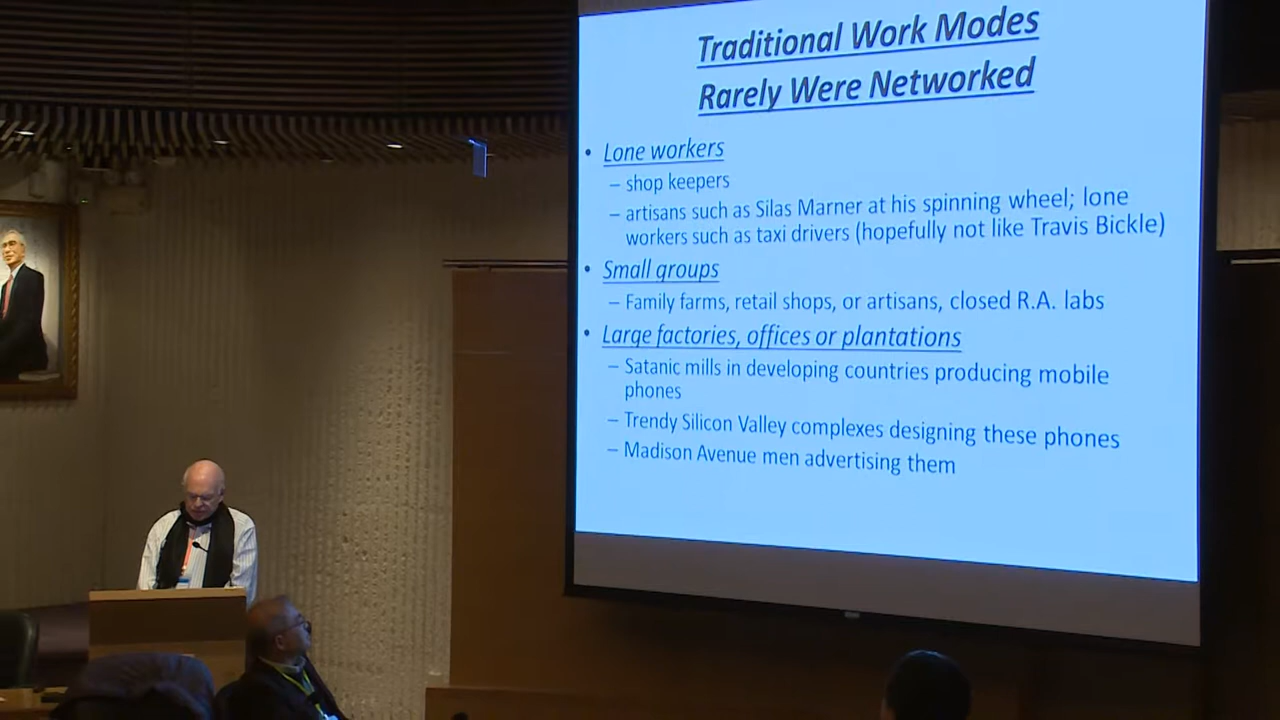 Traditional Work Modes
Rarely Were Networked
• Lone workers
– shop keepers
– artisans such as Silas Marner at his spinning wheel; lone
workers such as taxi drivers (hopefully not like Travis Bickle)
• Small groups
– Family farms, retail shops, or artisans, closed R.A. labs
• Large factories, offices or plantations
– Satanic mills in developing countries producing mobile
phones
– Trendy Silicon Valley complexes designing these phones
– Madison Avenue men advertising them